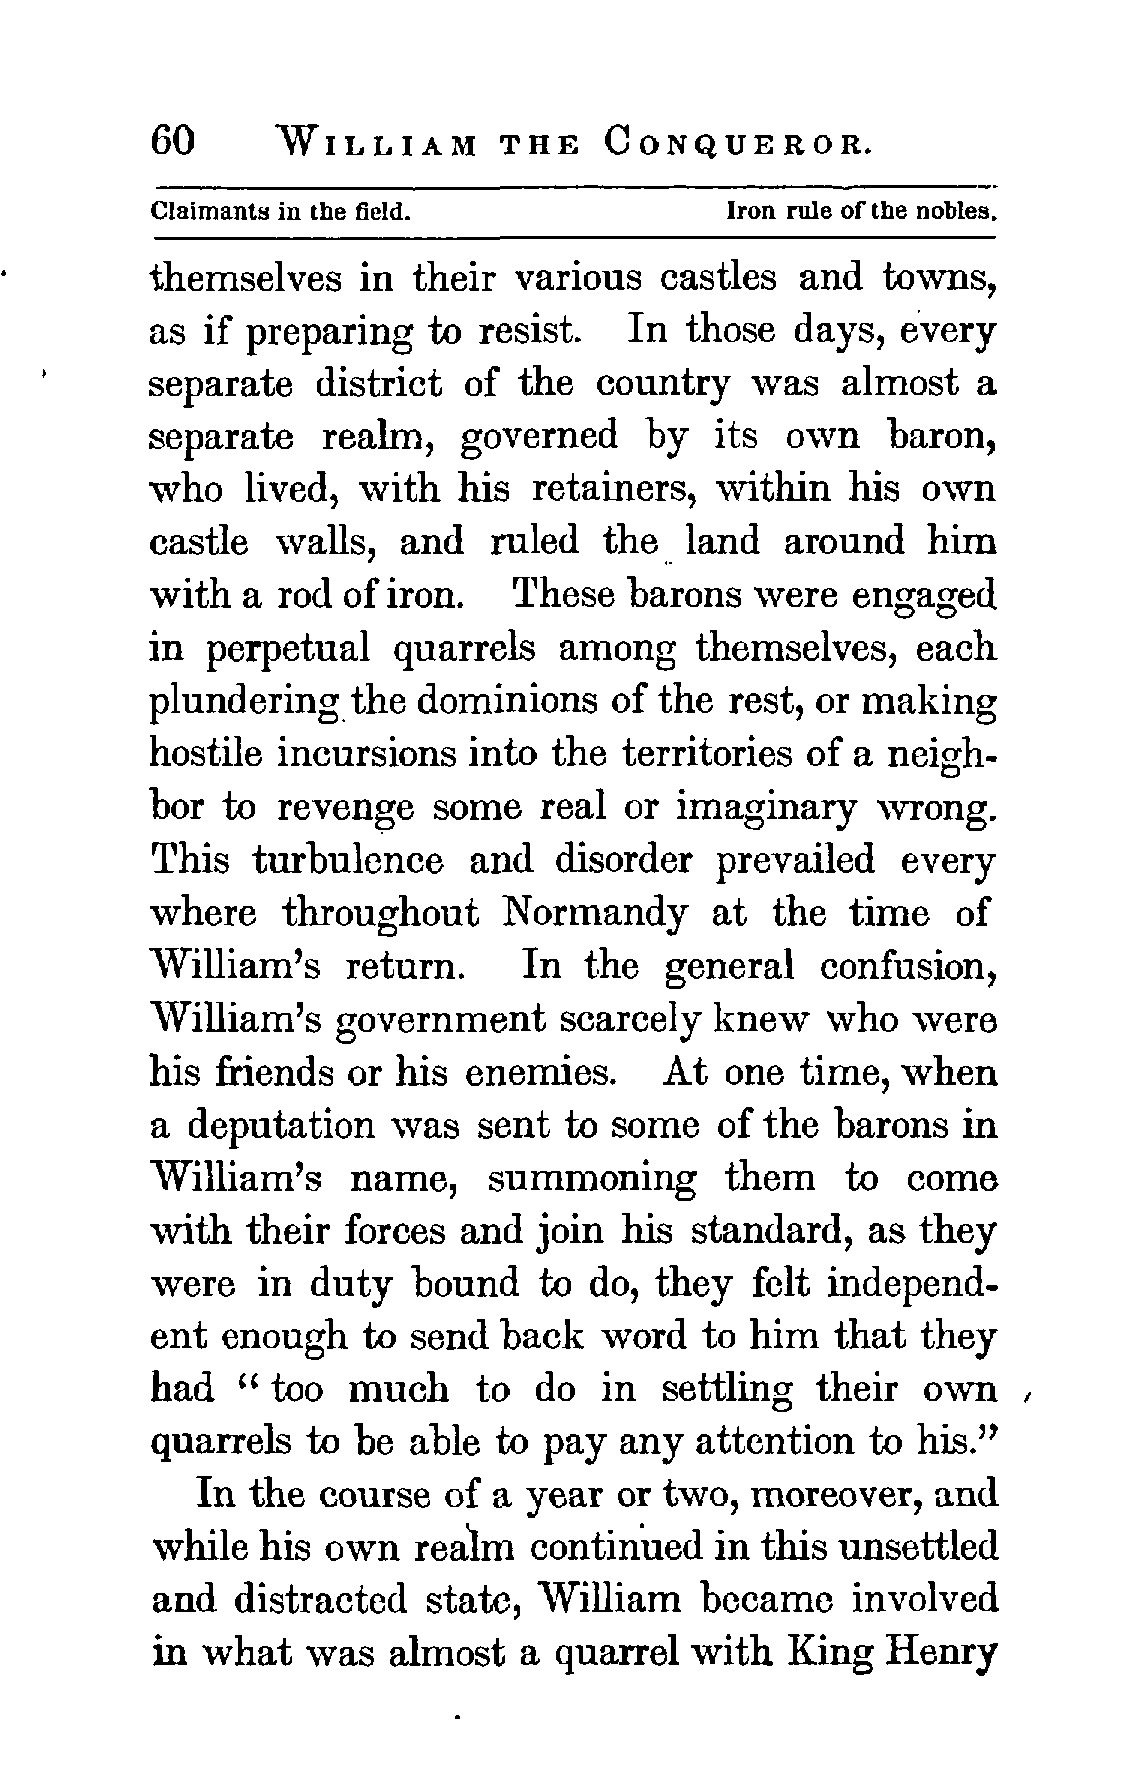 60 WILLIAM THE CONQUEROR.
Claimants in the field. Iron rule of the nobles.
themselves in their various castles and towns,
as if preparing to resist. In those days, every
separate district of the country was almost a
separate realm, governed by its own baron,
who lived, with his retainers, within his own
castle walls, and ruled the land around him
with a rod of iron. These barons were engaged
in perpetual quarrels among themselves, each
plundering the dominions of the rest, or making
hostile incursions into the territories of a neigh-
bor to revenge some real or imaginary wrong.
This turbulence and disorder prevailed every
where throughout Normandy at the time of
William's return. In the general confusion,
William's government scarcely knew who were
his friends or his enemies. At one time, when
a deputation was sent to some of the barons in
William's name, summoning them to come
with their forces and join his standard, as they
were in duty bound to do, they felt independ-
ent enough to send back word to him that they
had “ too much to do in settling their own
quarrels to be able to pay any attention to his.”
In the course of a year or two, moreover, and
while his own realm continued in this unsettled
and distracted state, William became involved
in what was almost a quarrel with King Henry